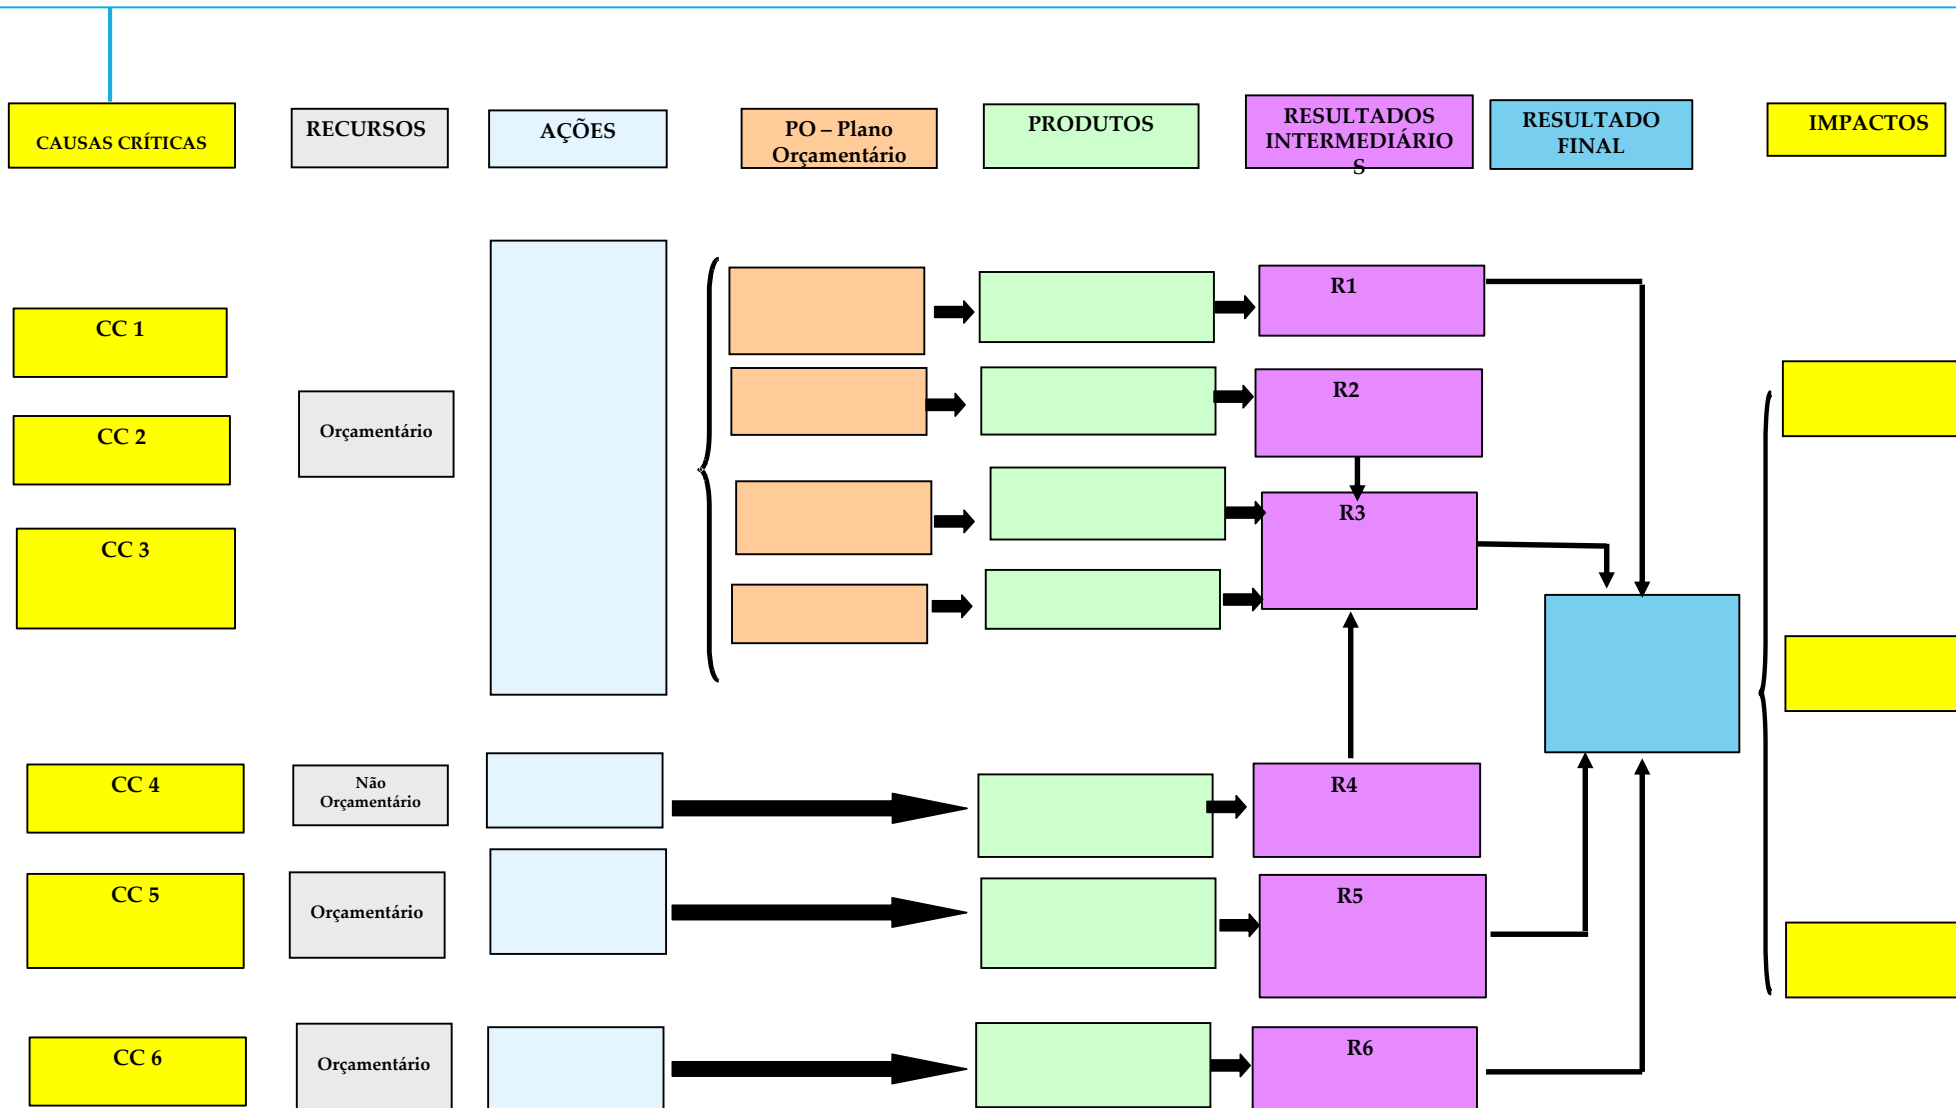 CAUSAS CRÍTICAS
RECURSOS
AÇÕES
PO – Plano
Orçamentário
PRODUTOS
RESULTADOS
INTERMEDIÁRIO
S
RESULTADO
FINAL
IMPACTOS
CC 1
CC 2
CC 3
Orçamentário
R1
R2
R3
CC 4
Não
Orçamentário
R4
CC 5
Orçamentário
R5
CC 6
Orçamentário
R6